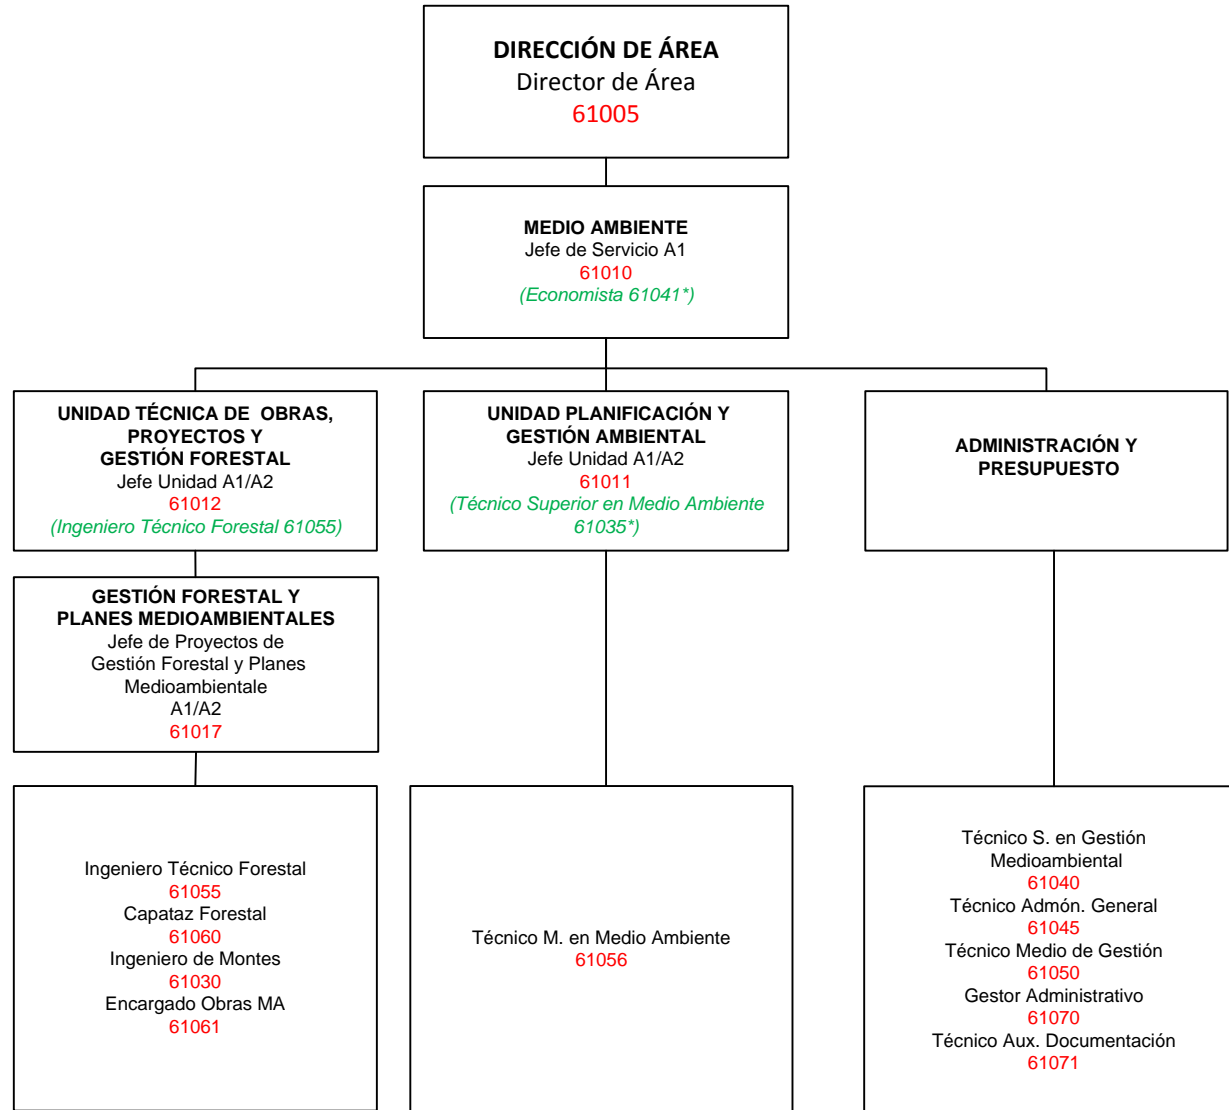 DIRECCIÓN DE ÁREA
Director de Área
61005
MEDIO AMBIENTE
Jefe de Servicio A1
61010
(Economista 61041*)
UNIDAD TÉCNICA DE OBRAS,
PROYECTOS Y
GESTIÓN FORESTAL
Jefe Unidad A1/A2
61012
(Ingeniero Técnico Forestal 61055)
UNIDAD PLANIFICACIÓN Y
GESTIÓN AMBIENTAL
Jefe Unidad A1/A2
61011
(Técnico Superior en Medio Ambiente
61035*)
ADMINISTRACIÓN Y
PRESUPUESTO
GESTIÓN FORESTAL Y
PLANES MEDIOAMBIENTALES
Jefe de Proyectos de
Gestión Forestal y Planes
Medioambientale
A1/A2
61017
Ingeniero Técnico Forestal
61055
Capataz Forestal
61060
Ingeniero de Montes
61030
Encargado Obras MA
61061
Técnico M. en Medio Ambiente
61056
Técnico S. en Gestión
Medioambiental
61040
Técnico Admón. General
61045
Técnico Medio de Gestión
61050
Gestor Administrativo
61070
Técnico Aux. Documentación
61071